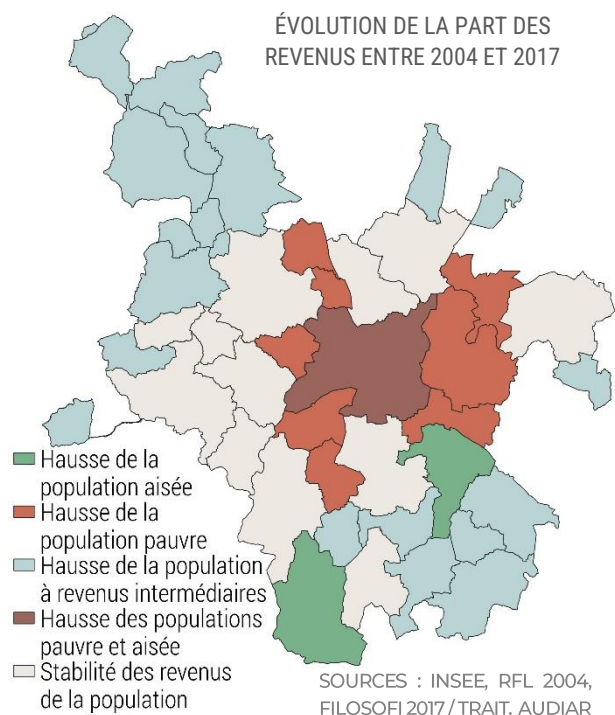 ÉVOLUTION DE LA PART DES
REVENUS ENTRE 2004 ET 2017
Hausse de la
population aisée
Hausse de la
population pauvre
Hausse de la population
à revenus intermédiaires
Hausse des populations
pauvre et aisée
Stabilité des revenus
de la population
SOURCES : INSEE, RFL 2004,
FILOSOFI 2017 / TRAIT. AUDIAR